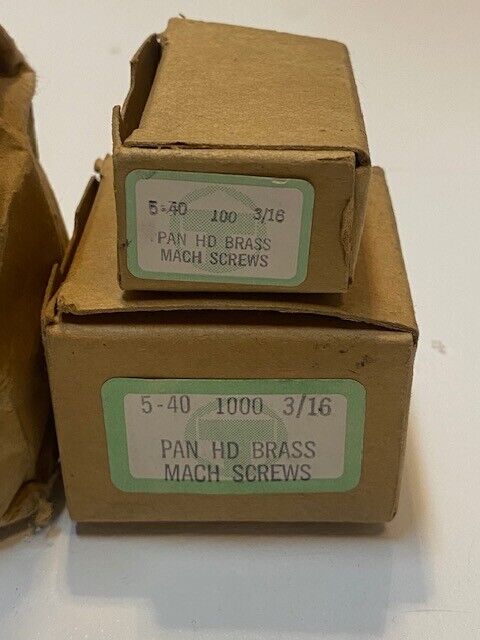 5-40 100 3/16
PAN HD BRASS
MACH SCREWS
5-40 1000 3/16
PAN HD BRASS
MACH SCREWS